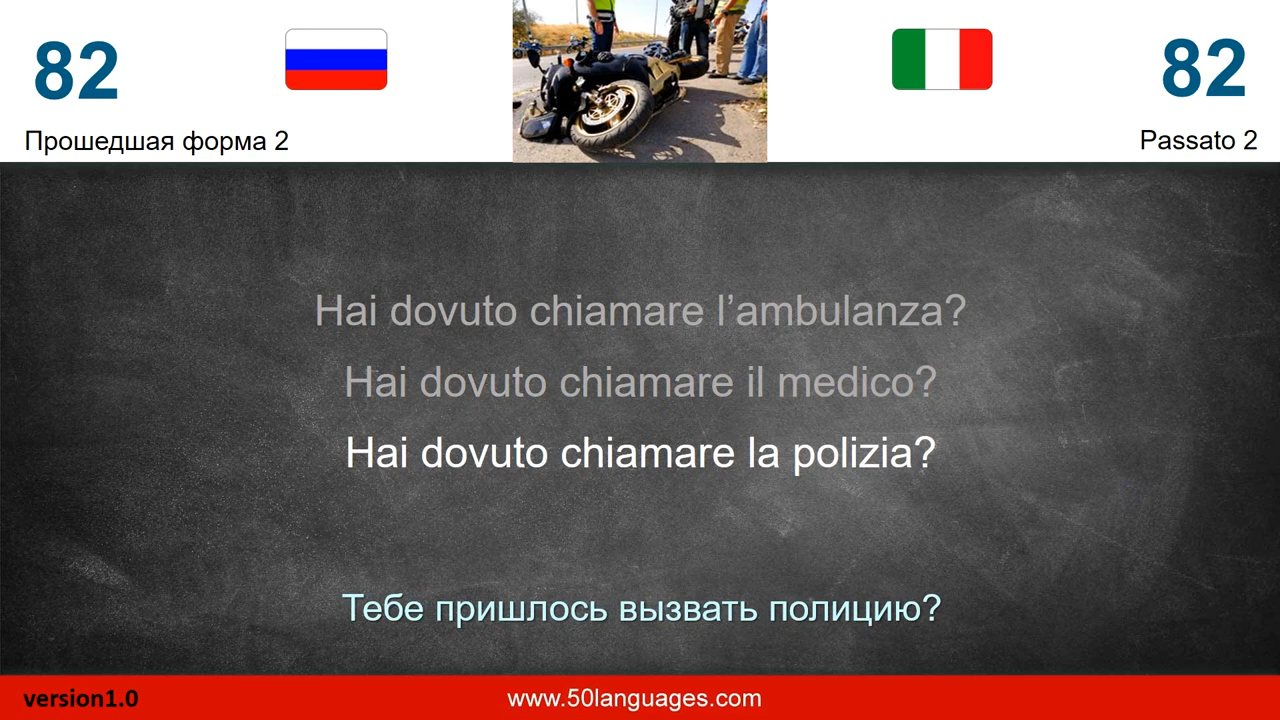 82
82
Прошедшая форма 2
Passato 2
Hai dovuto chiamare l’ambulanza?
Hai dovuto chiamare il medico?
Hai dovuto chiamare la polizia?
Тебе пришлось вызвать полицию?
version1.0
www.50languages.com